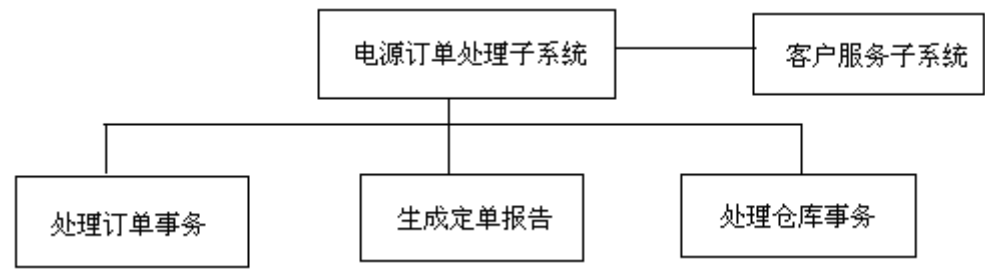 电源订单处理子系统
客户服务子系统
处理订单事务
生成定单报告
处理仓库事务